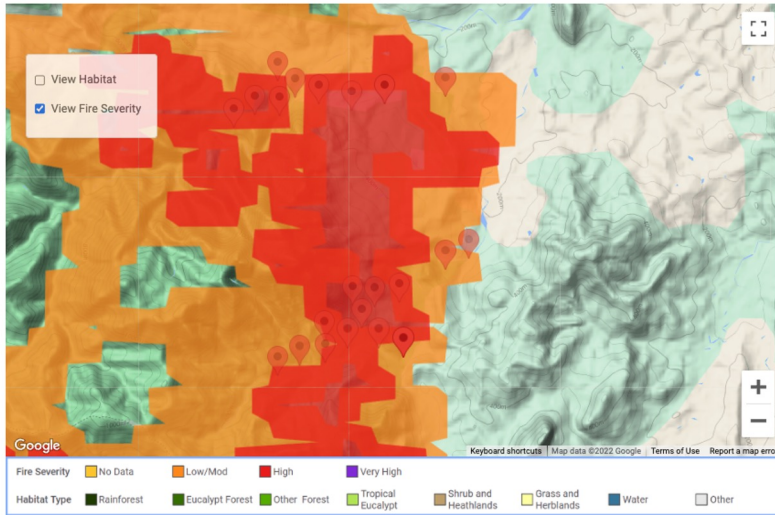 View Habitat
View Fire Severity
-200m
-200m
Google
Keyboard shortcuts Map data ©2022 Google Terms of Use Report a map erro
Fire Severity No Data Low/Mod High Very High
Habitat Type Rainforest Eucalypt Forest Other Forest Tropical Eucalypt Shrub and Heathlands Grass and Herblands Water Other